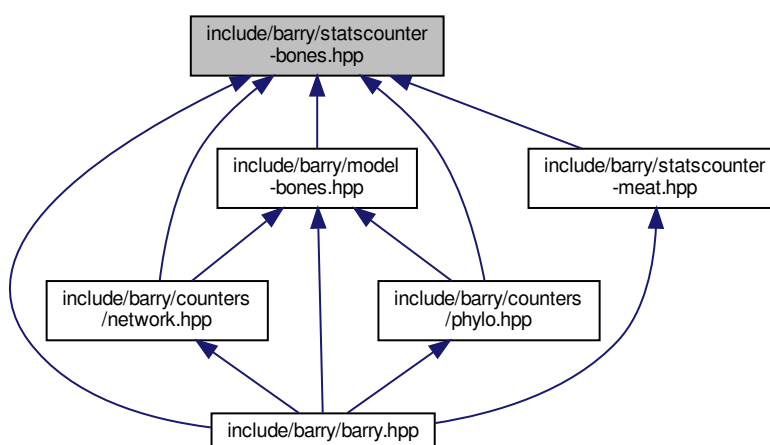 include/barry/statscounter
-bones.hpp
include/barry/model
-bones.hpp
include/barry/statscounter
-meat.hpp
include/barry/counters
/network.hpp
include/barry/counters
/phylo.hpp
include/barry/barry.hpp